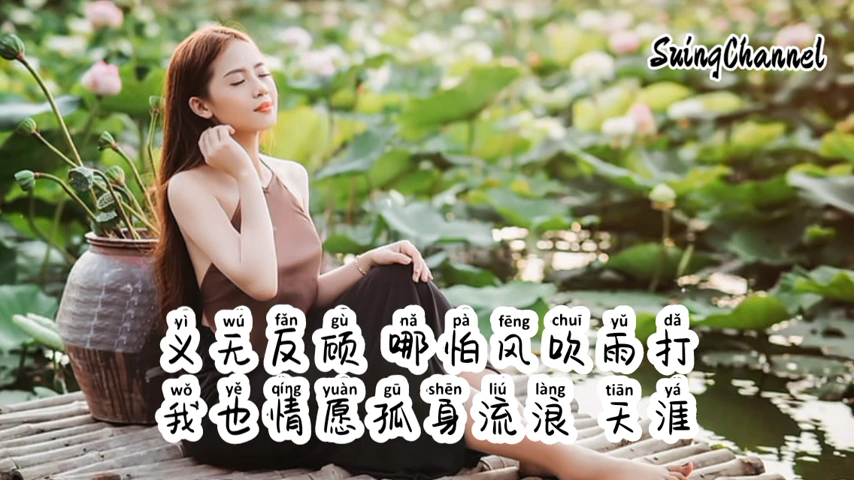 SwingChannel
yì wú fǎn gù nǎ pà fēng chuī yǔ dǎ
义无反顾 哪怕风吹雨打
wǒ yě qíng yuàn gū shēn liú làng tiān yá
我也情愿孤身流浪 天涯